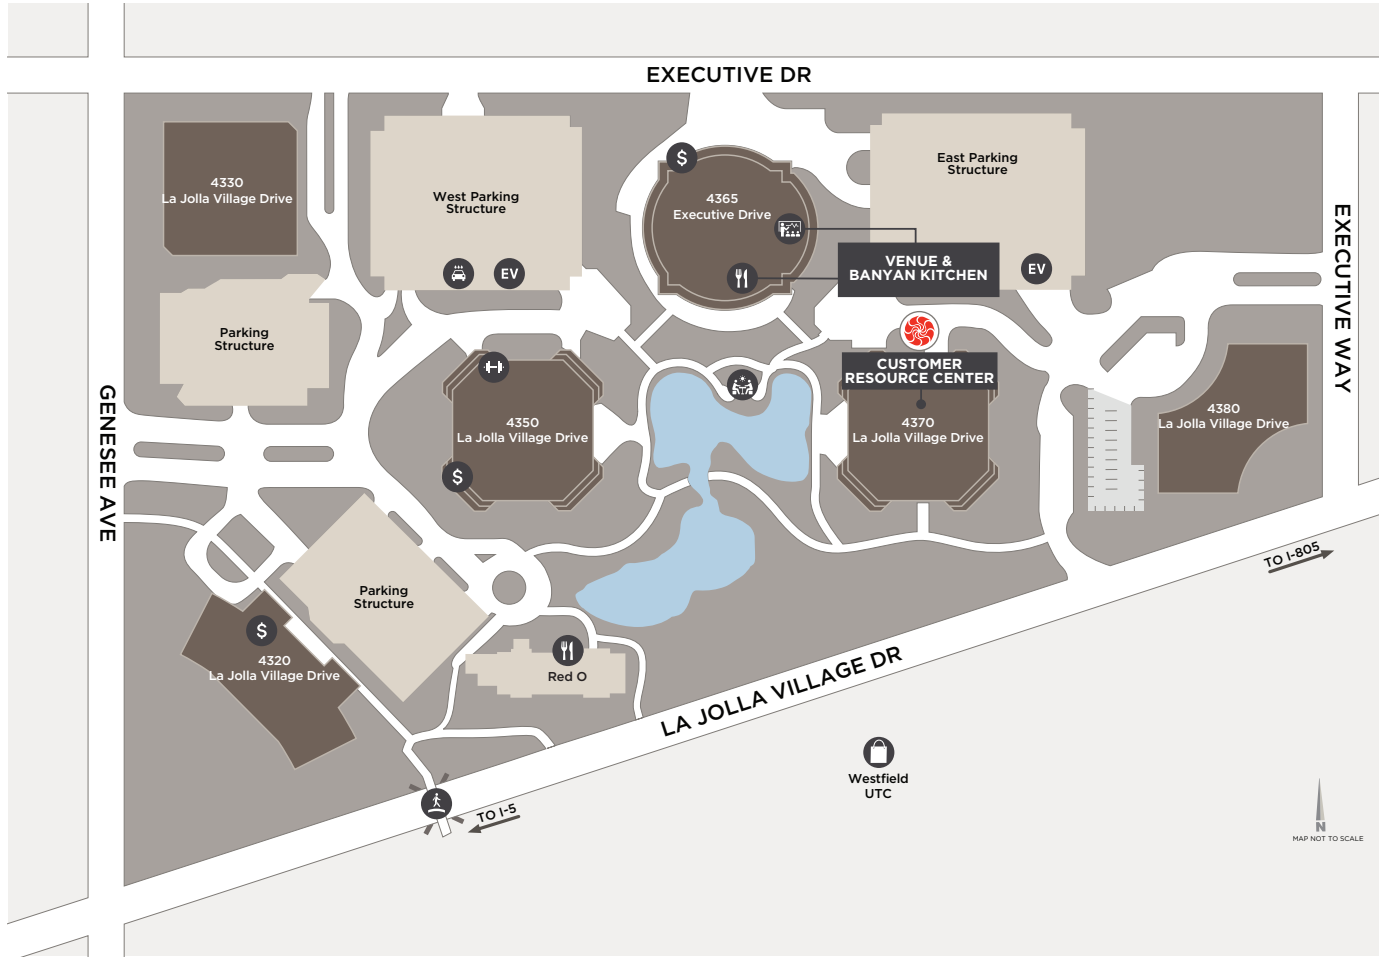 EXECUTIVE DR
4330
La Jolla Village Drive
West Parking
Structure
EV
$
4365
Executive Drive
East Parking
Structure
EV
VENUE &
BANYAN KITCHEN
EXECUTIVE WAY
Parking
Structure
CUSTOMER
RESOURCE CENTER
GENESEE AVE
4350
La Jolla Village Drive
$
4370
La Jolla Village Drive
4380
La Jolla Village Drive
TO I-805
Parking
Structure
$
4320
La Jolla Village Drive
Red O
LA JOLLA VILLAGE DR
Westfield
UTC
TO I-5
N
MAP NOT TO SCALE